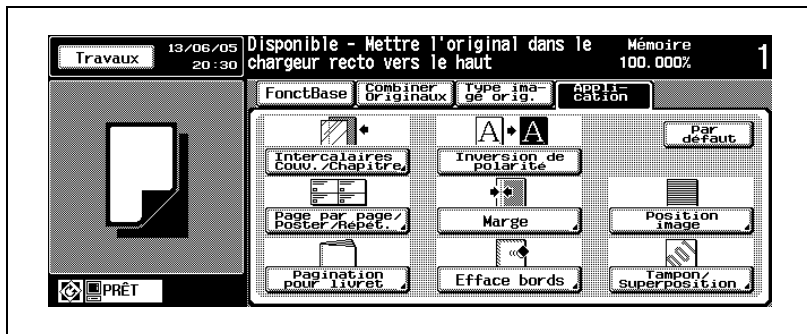 Travaux
13/06/05
20:30
Disponible - Mettre l'original dans le
chargeur recto vers le haut
Mémoire
100.000%
1
FonctBase
Combiner
Originaux
Type ima-
ge orig.
Appli-
cation
Par
défaut
A A
Intercalaires
Couv./Chapitre
Inversion de
polarité
Page par page/
Poster/Répét.
Marge
Position
image
001
Pagination
pour livret
Efface bords
Tampon/
Superposition
PRÊT